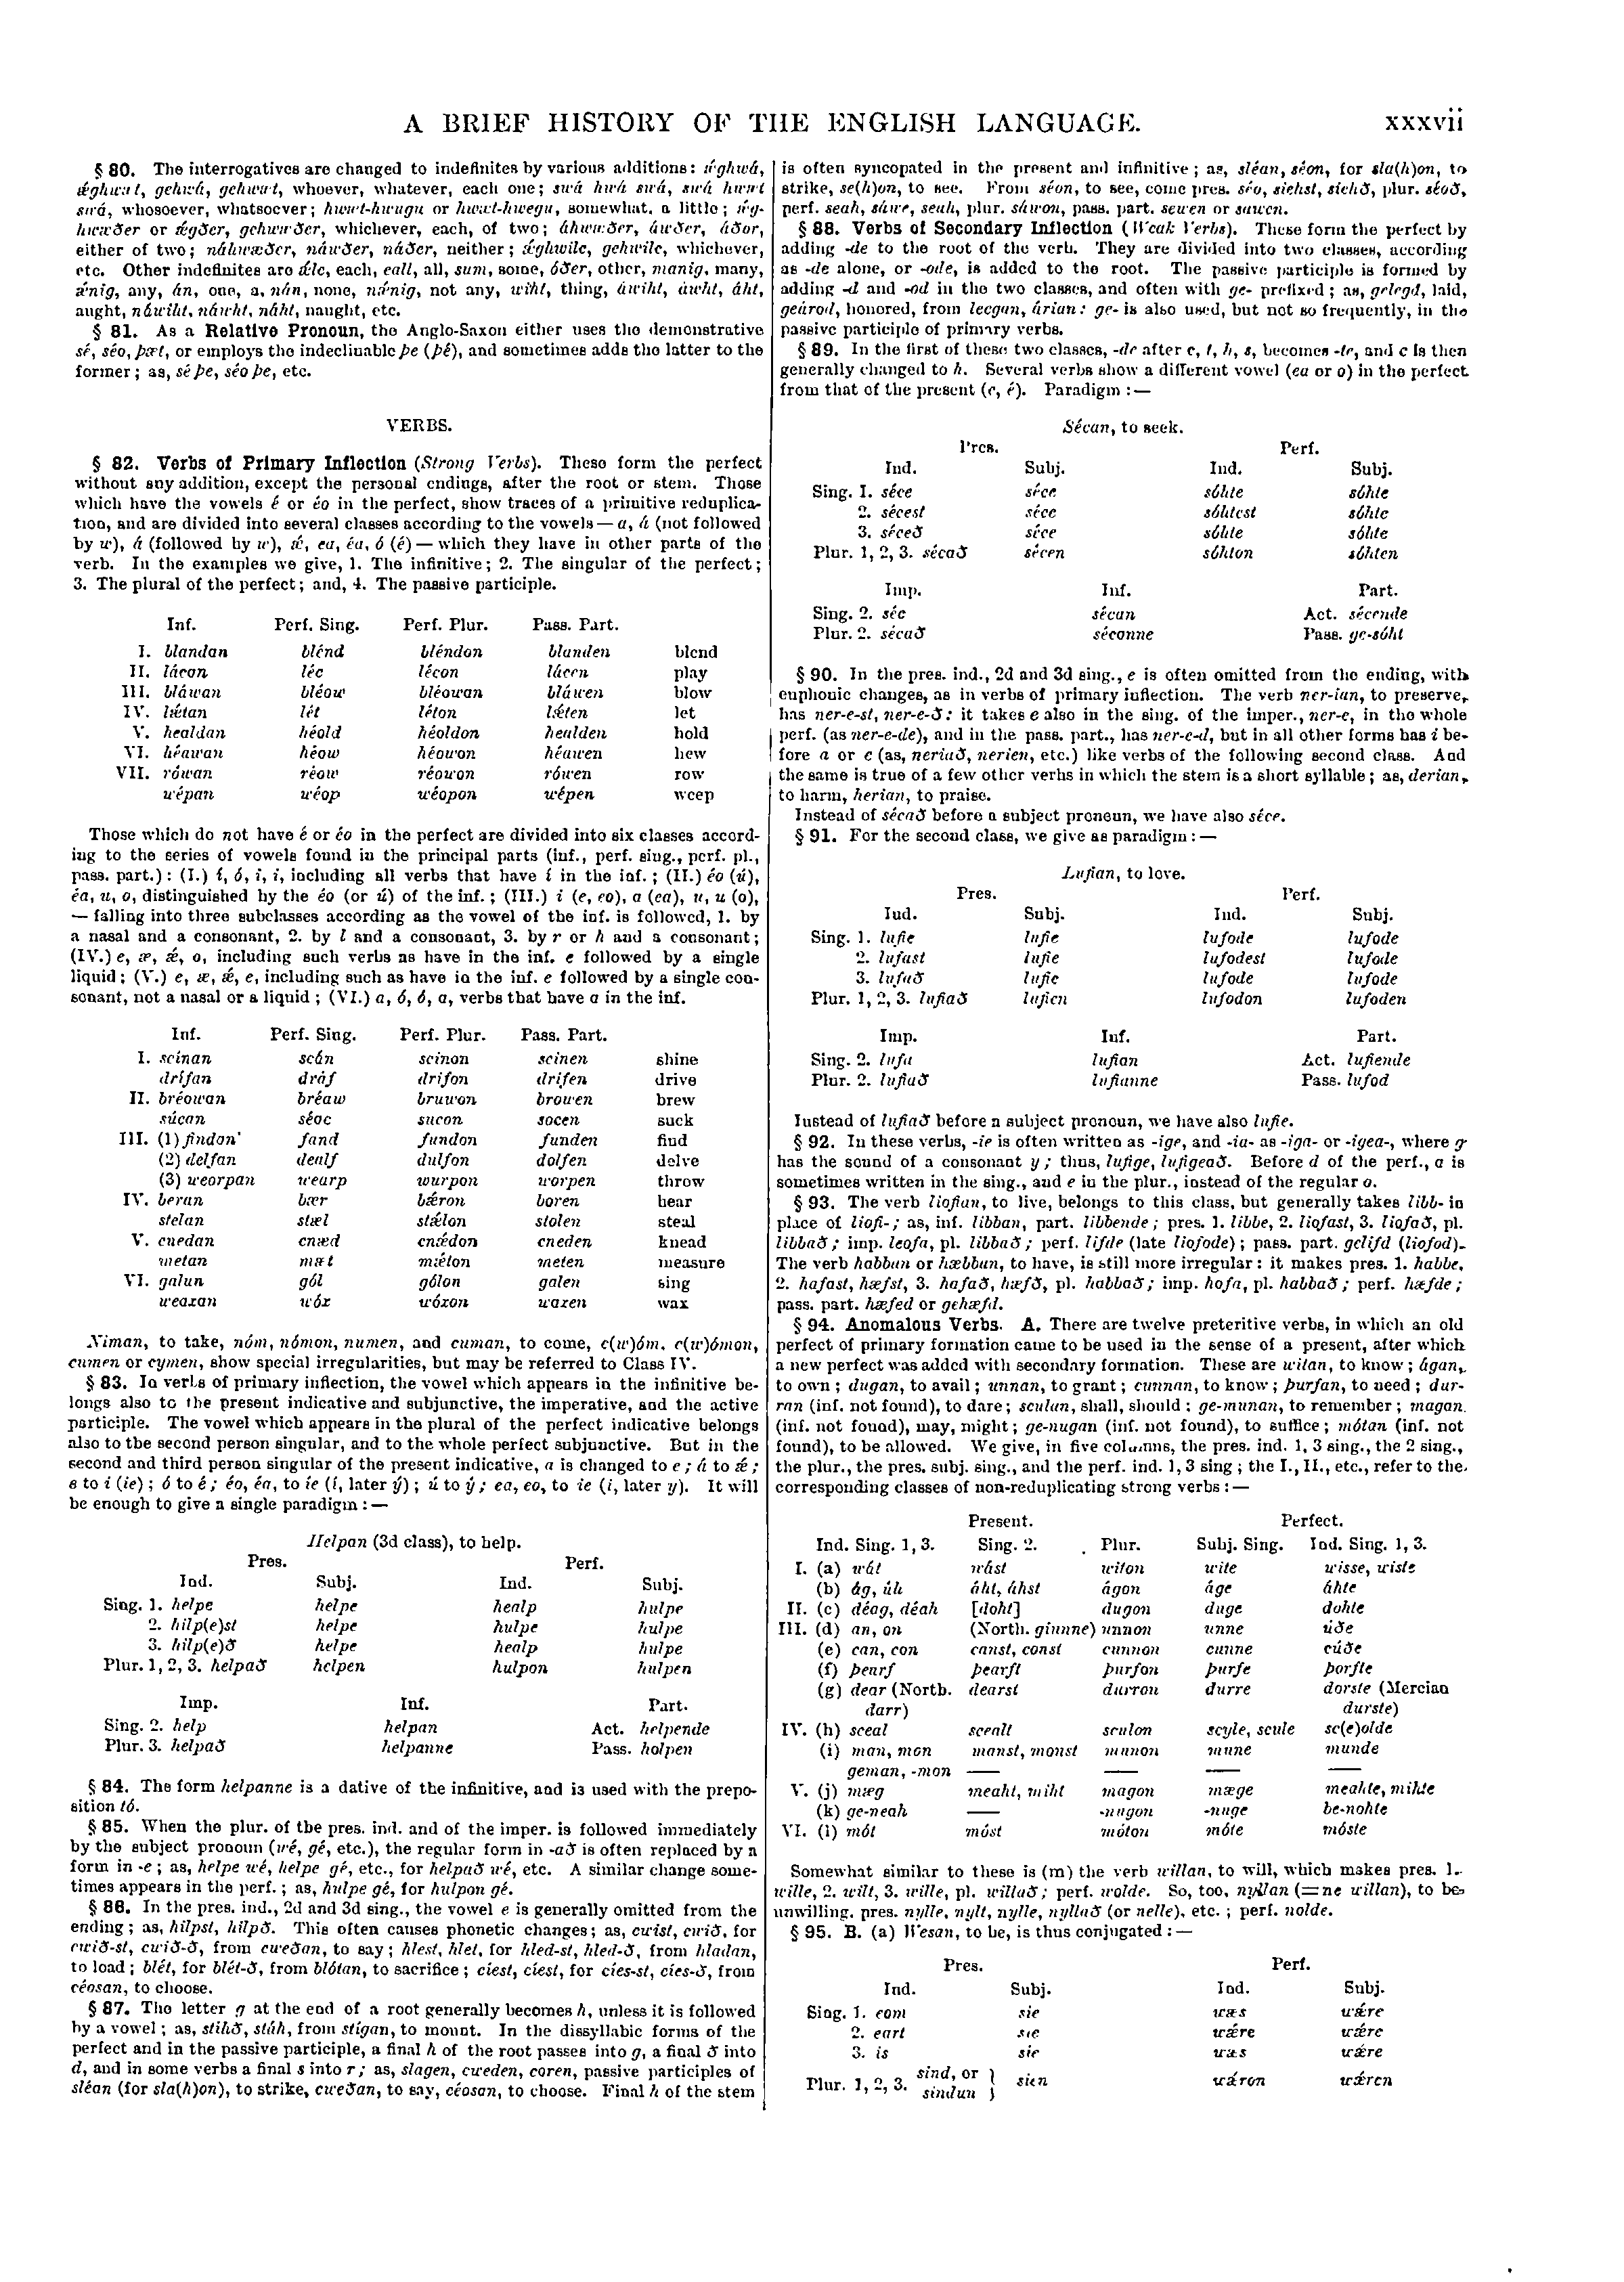 A BRIEF HISTORY OF THE ENGLISH LANGUAGE. xxxvii
§ 80. The interrogatives are changed to indefinites by various additions: ǽghwá,
ǽghwæt, gehwá, gehwæt, whoever, whatever, each one; swá hwá swá, swá hwæt
swá, whosoever, whatsoever; hwæt-hwugu or hwæt-hwegu, somewhat, a little; ǽg-
hwæðer or ǽgðer, gehwæðer, whichever, each, of two; áhwæðer, áwðer, áðor,
either of two; náhwæðer, náwðer, náðer, neither; ǽghwilc, gehwilc, whichever,
etc. Other indefinites are ǽlc, each, eall, all, sum, some, óðer, other, manig, many,
ǽnig, any, án, one, a, nán, none, nǽnig, not any, wiht, thing, áwiht, áwht, áht,
aught, náwiht, náwht, náht, naught, etc.
§ 81. As a Relative Pronoun, the Anglo-Saxon either uses the demonstrative
sé, séo, þæt, or employs the indeclinable þe (þé), and sometimes adds the latter to the
former; as, sé þe, séo þe, etc.
VERBS.
§ 82. Verbs of Primary Inflection (Strong Verbs). These form the perfect
without any addition, except the personal endings, after the root or stem. Those
which have the vowels é or éo in the perfect, show traces of a primitive reduplica-
tion, and are divided into several classes according to the vowels — a, á (not followed
by w), á (followed by w), ǽ, ea, éa, ó (é) — which they have in other parts of the
verb. In the examples we give, 1. The infinitive; 2. The singular of the perfect;
3. The plural of the perfect; and, 4. The passive participle.
Inf. Perf. Sing. Perf. Plur. Pass. Part.
I. blandan blénd bléndon blanden blend
II. lácan léc lécon lácen play
III. bláwan bléow bléowan bláwen blow
IV. lǽtan lét léton lǽten let
V. healdan héold héoldon healden hold
VI. héawan héow héowon héawen hew
VII. rówan réow réowon rówen row
wépan wéop wéopon wépen weep
Those which do not have é or éo in the perfect are divided into six classes accord-
ing to the series of vowels found in the principal parts (inf., perf. sing., perf. pl.,
pass. part.): (I.) í, ó, i, i, including all verbs that have í in the inf.; (II.) éo (ú),
éa, u, o, distinguished by the éo (or ú) of the inf.; (III.) i (e, eo), a (ea), u, u (o),
— falling into three subclasses according as the vowel of the inf. is followed, 1. by
a nasal and a consonant, 2. by l and a consonant, 3. by r or h and a consonant;
(IV.) e, æ, ǽ, o, including such verbs as have in the inf. e followed by a single
liquid; (V.) e, æ, ǽ, e, including such as have in the inf. e followed by a single con-
sonant, not a nasal or a liquid; (VI.) a, ó, ó, a, verbs that have a in the inf.
Inf. Perf. Sing. Perf. Plur. Pass. Part.
I. scínan scán scinon scinen shine
drífan dráf drifon drifen drive
II. bréowan bréaw bruwon browen brew
súcan séac sucon socen suck
III. (1) findan fand fundon funden find
(2) delfan dealf dulfon dolfen delve
(3) weorpan wearp wurpon worpen throw
IV. beran bær bǽron boren bear
stelan stæl stǽlon stolen steal
V. cnedan cnæd cnǽdon cneden knead
metan mæt mǽton meten measure
VI. galan gól gólon galen sing
weaxan wóx wóxon waxen wax
Niman, to take, nóm, nómon, numen, and cuman, to come, c(w)óm, c(w)ómon,
cumen or cymen, show special irregularities, but may be referred to Class IV.
§ 83. In verbs of primary inflection, the vowel which appears in the infinitive be-
longs also to the present indicative and subjunctive, the imperative, and the active
participle. The vowel which appears in the plural of the perfect indicative belongs
also to the second person singular, and to the whole perfect subjunctive. But in the
second and third person singular of the present indicative, a is changed to e; á to ǽ;
e to i (ie); ó to é; éo, éa, to íe (í, later ý); ú to ý; ea, eo, to ie (i, later y). It will
be enough to give a single paradigm: —
Helpan (3d class), to help.
Pres. Perf.
Ind. Subj. Ind. Subj.
Sing. 1. helpe helpe healp hulpe
2. hilp(e)st helpe hulpe hulpe
3. hilp(e)ð helpe healp hulpe
Plur. 1, 2, 3. helpað helpen hulpon hulpen
Imp. Inf. Part.
Sing. 2. help helpan Act. helpende
Plur. 3. helpað helpanne Pass. holpen
§ 84. The form helpanne is a dative of the infinitive, and is used with the prepo-
sition tó.
§ 85. When the plur. of the pres. ind. and of the imper. is followed immediately
by the subject pronoun (wé, gé, etc.), the regular form in -að is often replaced by a
form in -e; as, helpe wé, helpe gé, etc., for helpað wé, etc. A similar change some-
times appears in the perf.; as, hulpe gé, for hulpon gé.
§ 86. In the pres. ind., 2d and 3d sing., the vowel e is generally omitted from the
ending; as, hilpst, hilpð. This often causes phonetic changes; as, cwist, cwið, for
cwið-st, cwið-ð, from cweðan, to say; hlest, hlet, for hled-st, hled-ð, from hladan,
to load; blét, for blét-ð, from blótan, to sacrifice; cíest, cíest, for cíes-st, cíes-ð, from
céosan, to choose.
§ 87. The letter g at the end of a root generally becomes h, unless it is followed
by a vowel; as, stihð, stáh, from stígan, to mount. In the dissyllabic forms of the
perfect and in the passive participle, a final h of the root passes into g, a final ð into
d, and in some verbs a final s into r; as, slagen, cweden, coren, passive participles of
sléan (for sla(h)on), to strike, cweðan, to say, céosan, to choose. Final h of the stem
is often syncopated in the present and infinitive; as, sléan, séon, for sla(h)on, to
strike, se(h)on, to see. From séon, to see, come pres. séo, siehst, siehð, plur. séoð,
perf. seah, sáwe, seah, plur. sáwon, pass. part. sewen or sawen.
§ 88. Verbs of Secondary Inflection (Weak Verbs). These form the perfect by
adding -de to the root of the verb. They are divided into two classes, according
as -de alone, or -ode, is added to the root. The passive participle is formed by
adding -d and -od in the two classes, and often with ge- prefixed; as, gelegd, laid,
geárod, honored, from lecgan, árian: ge- is also used, but not so frequently, in the
passive participle of primary verbs.
§ 89. In the first of these two classes, -de after c, t, h, s, becomes -te, and c is then
generally changed to h. Several verbs show a different vowel (ea or o) in the perfect
from that of the present (e, é). Paradigm: —
Sécan, to seek.
Pres. Perf.
Ind. Subj. Ind. Subj.
Sing. 1. séce séce sóhte sóhte
2. sécest séce sóhtest sóhte
3. séceð séce sóhte sóhte
Plur. 1, 2, 3. sécað sécen sóhton sóhten
Imp. Inf. Part.
Sing. 2. séc sécan Act. sécende
Plur. 2. sécað séconne Pass. ge-sóht
§ 90. In the pres. ind., 2d and 3d sing., e is often omitted from the ending, with
euphonic changes, as in verbs of primary inflection. The verb ner-ian, to preserve,
has ner-e-st, ner-e-ð: it takes e also in the sing. of the imper., ner-e, in the whole
perf. (as ner-e-de), and in the pass. part., has ner-e-d, but in all other forms has i be-
fore a or e (as, neriað, nerien, etc.) like verbs of the following second class. And
the same is true of a few other verbs in which the stem is a short syllable; as, derian,
to harm, herian, to praise.
Instead of sécað before a subject pronoun, we have also séce.
§ 91. For the second class, we give as paradigm: —
Lufian, to love.
Pres. Perf.
Ind. Subj. Ind. Subj.
Sing. 1. lufie lufie lufode lufode
2. lufast lufie lufodest lufode
3. lufað lufie lufode lufode
Plur. 1, 2, 3. lufiað lufien lufodon lufoden
Imp. Inf. Part.
Sing. 2. lufa lufian Act. lufiende
Plur. 2. lufiað lufianne Pass. lufod
Instead of lufiað before a subject pronoun, we have also lufie.
§ 92. In these verbs, -ie is often written as -ige, and -ia- as -iga- or -igea-, where g
has the sound of a consonant y; thus, lufige, lufigeað. Before d of the perf., a is
sometimes written in the sing., and e in the plur., instead of the regular o.
§ 93. The verb liofian, to live, belongs to this class, but generally takes libb- in
place of liofi-; as, inf. libban, part. libbende; pres. 1. libbe, 2. liofast, 3. liofað, pl.
libbað; imp. leofa, pl. libbað; perf. lifde (late liofode); pass. part. gelifd (liofod).
The verb habban or hæbban, to have, is still more irregular: it makes pres. 1. habbe,
2. hafast, hæfst, 3. hafað, hæfð, pl. habbað; imp. hafa, pl. habbað; perf. hæfde;
pass. part. hæfed or gehæfd.
§ 94. Anomalous Verbs. A. There are twelve preteritive verbs, in which an old
perfect of primary formation came to be used in the sense of a present, after which
a new perfect was added with secondary formation. These are witan, to know; ágan,
to own; dugan, to avail; unnan, to grant; cunnan, to know; þurfan, to need; dur-
ran (inf. not found), to dare; sculan, shall, should; ge-munan, to remember; magan
(inf. not found), may, might; ge-nugan (inf. not found), to suffice; mótan (inf. not
found), to be allowed. We give, in five columns, the pres. ind. 1, 3 sing., the 2 sing.,
the plur., the pres. subj. sing., and the perf. ind. 1, 3 sing; the I., II., etc., refer to the
corresponding classes of non-reduplicating strong verbs: —
Present. Perfect.
Ind. Sing. 1, 3. Sing. 2. Plur. Subj. Sing. Ind. Sing. 1, 3.
I. (a) wát wást witon wite wisse, wiste
(b) ág, áh áht, áhst ágon áge áhte
II. (c) déag, déah [doht] dugon duge dohte
III. (d) an, on (North. giunne) unnon unne úðe
(e) can, con canst, const cunnon cunne cúðe
(f) þearf þearft þurfon þurfe þorfte
(g) dear (North. dearst durron durre dorste (Mercian
darr) durste)
IV. (h) sceal scealt sculon scyle, scule sc(e)olde
(i) man, mon manst, monst munon mune munde
geman, -mon — — — —
V. (j) mæg meaht, miht magon mæge meahte, mihte
(k) ge-neah — -nugon -nuge be-nohte
VI. (l) mót móst móton móte móste
Somewhat similar to these is (m) the verb willan, to will, which makes pres. 1.
wille, 2. wilt, 3. wille, pl. willað; perf. wolde. So, too, nyllan (=ne willan), to be
unwilling, pres. nylle, nylt, nylle, nyllað (or nelle), etc.; perf. nolde.
§ 95. B. (a) Wesan, to be, is thus conjugated: —
Pres. Perf.
Ind. Subj. Ind. Subj.
Sing. 1. eom sie wæs wǽre
2. eart sie wǽre wǽre
3. is sie wæs wǽre
Plur. 1, 2, 3. sind, or sindun } sien wǽron wǽren